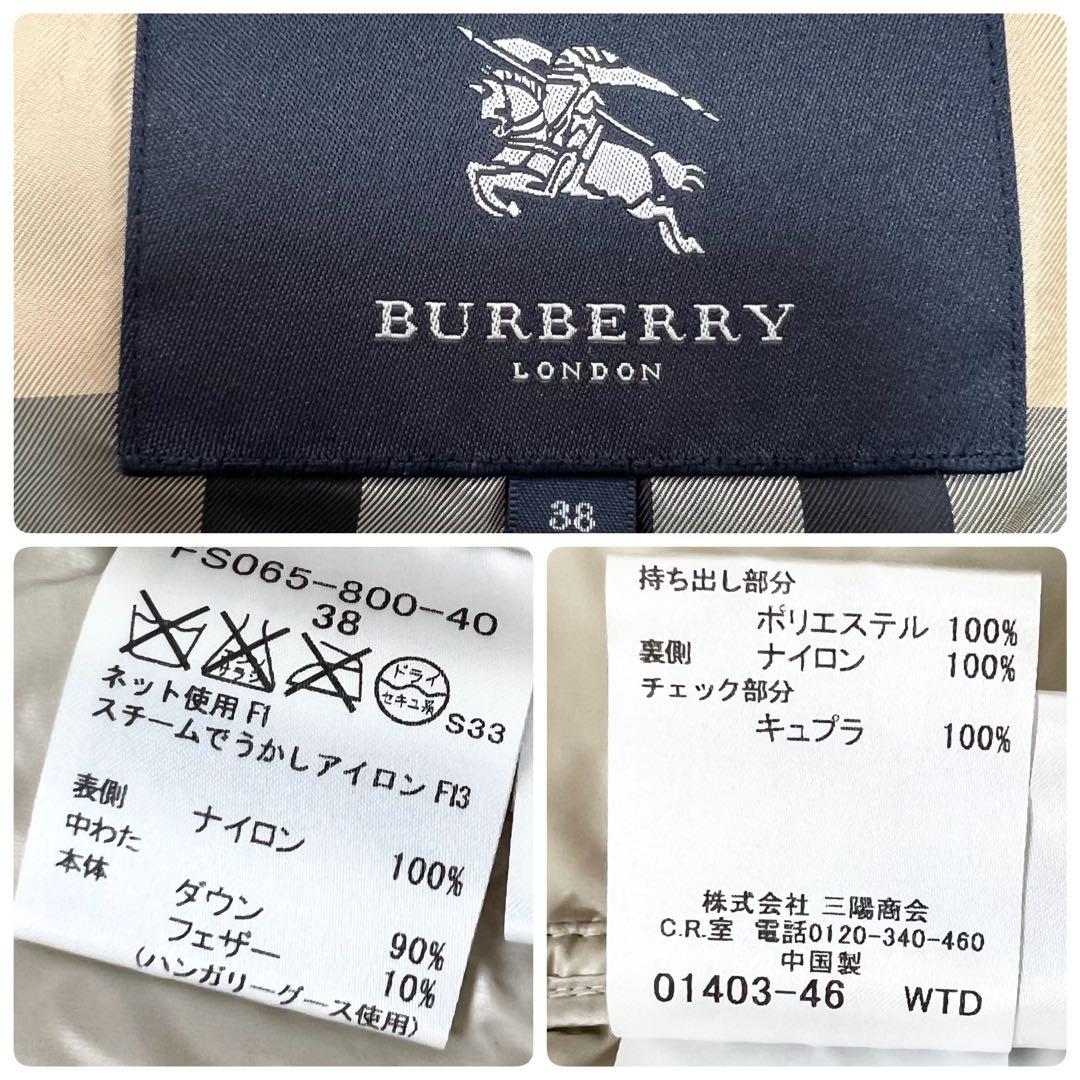 BURBERRY
LONDON
38
FS065-800-40
38
サラシ
ドライ
セキユ系
S33
ネット使用 F1
スチームでうかしアイロン F13
表側 ナイロン 100%
中わた
本体 ダウン 90%
フェザー 10%
(ハンガリーグース使用)
持ち出し部分
ポリエステル 100%
裏側 ナイロン 100%
チェック部分
キュプラ 100%
株式会社 三陽商会
C.R.室 電話0120-340-460
中国製
01403-46 WTD